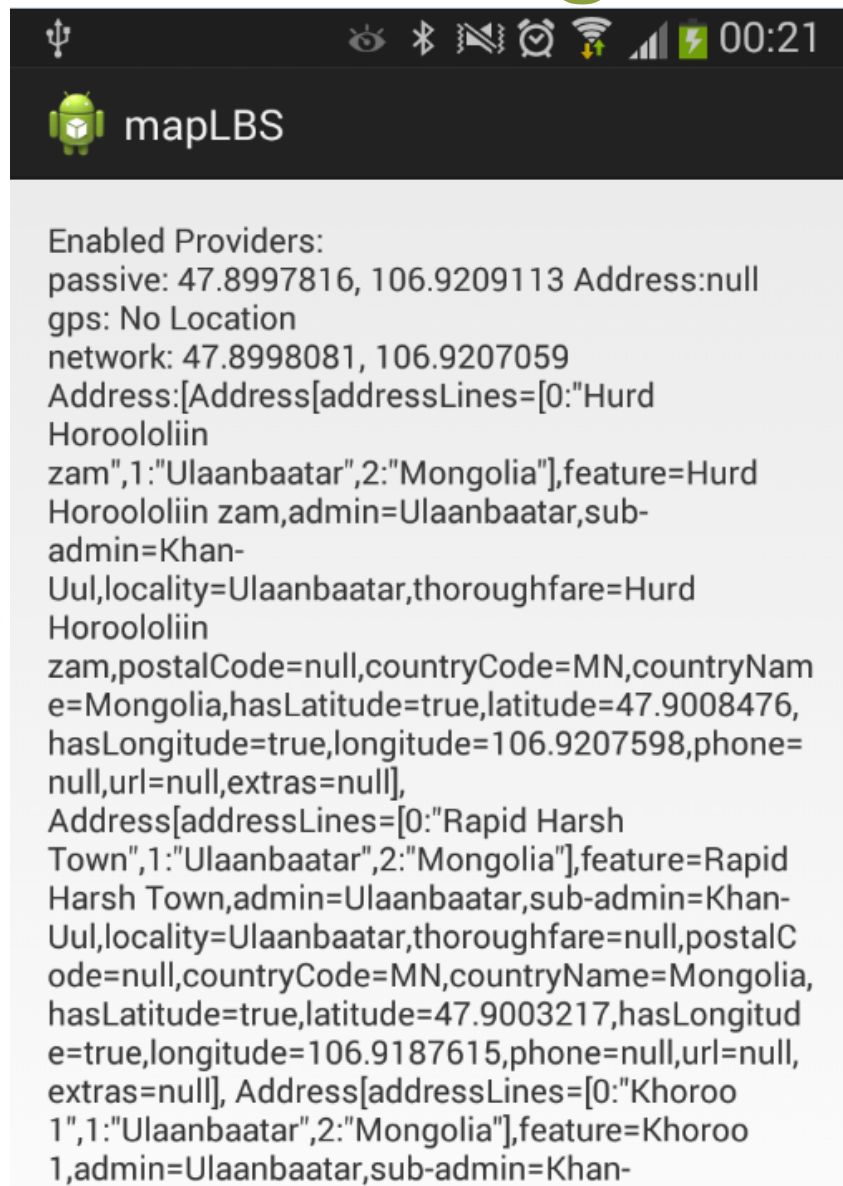 00:21
mapLBS
Enabled Providers:
passive: 47.8997816, 106.9209113 Address:null
gps: No Location
network: 47.8998081, 106.9207059
Address:[Address[addressLines=[0:"Hurd
Horoololiin
zam",1:"Ulaanbaatar",2:"Mongolia"],feature=Hurd
Horoololiin zam,admin=Ulaanbaatar,sub-
admin=Khan-
Uul,locality=Ulaanbaatar,thoroughfare=Hurd
Horoololiin
zam,postalCode=null,countryCode=MN,countryNam
e=Mongolia,hasLatitude=true,latitude=47.9008476,
hasLongitude=true,longitude=106.9207598,phone=
null,url=null,extras=null],
Address[addressLines=[0:"Rapid Harsh
Town",1:"Ulaanbaatar",2:"Mongolia"],feature=Rapid
Harsh Town,admin=Ulaanbaatar,sub-admin=Khan-
Uul,locality=Ulaanbaatar,thoroughfare=null,postalC
ode=null,countryCode=MN,countryName=Mongolia,
hasLatitude=true,latitude=47.9003217,hasLongitud
e=true,longitude=106.9187615,phone=null,url=null,
extras=null], Address[addressLines=[0:"Khoroo
1",1:"Ulaanbaatar",2:"Mongolia"],feature=Khoroo
1,admin=Ulaanbaatar,sub-admin=Khan-